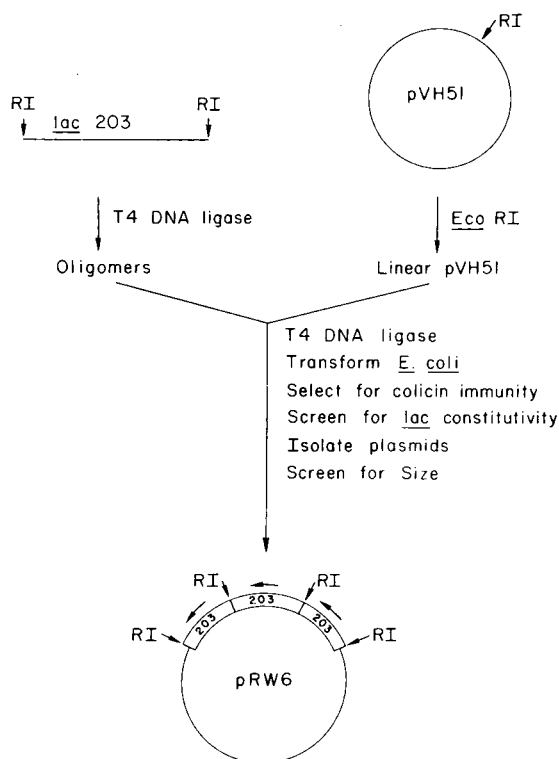 RI
pVH51
RI
RI
lac 203
T4 DNA ligase
Eco RI
Oligomers
Linear pVH51
T4 DNA ligase
Transform E. coli
Select for colicin immunity
Screen for lac constitutivity
Isolate plasmids
Screen for Size
RI
RI
203
203
203
RI
RI
pRW6